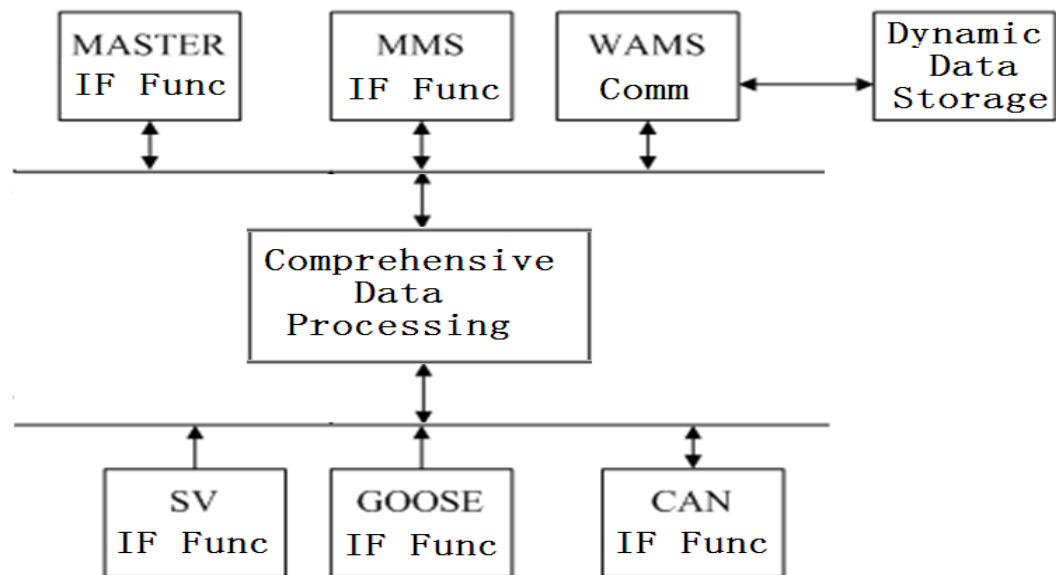 MASTER
IF Func
MMS
IF Func
WAMS
Comm
Dynamic
Data
Storage
Comprehensive
Data
Processing
SV
IF Func
GOOSE
IF Func
CAN
IF Func